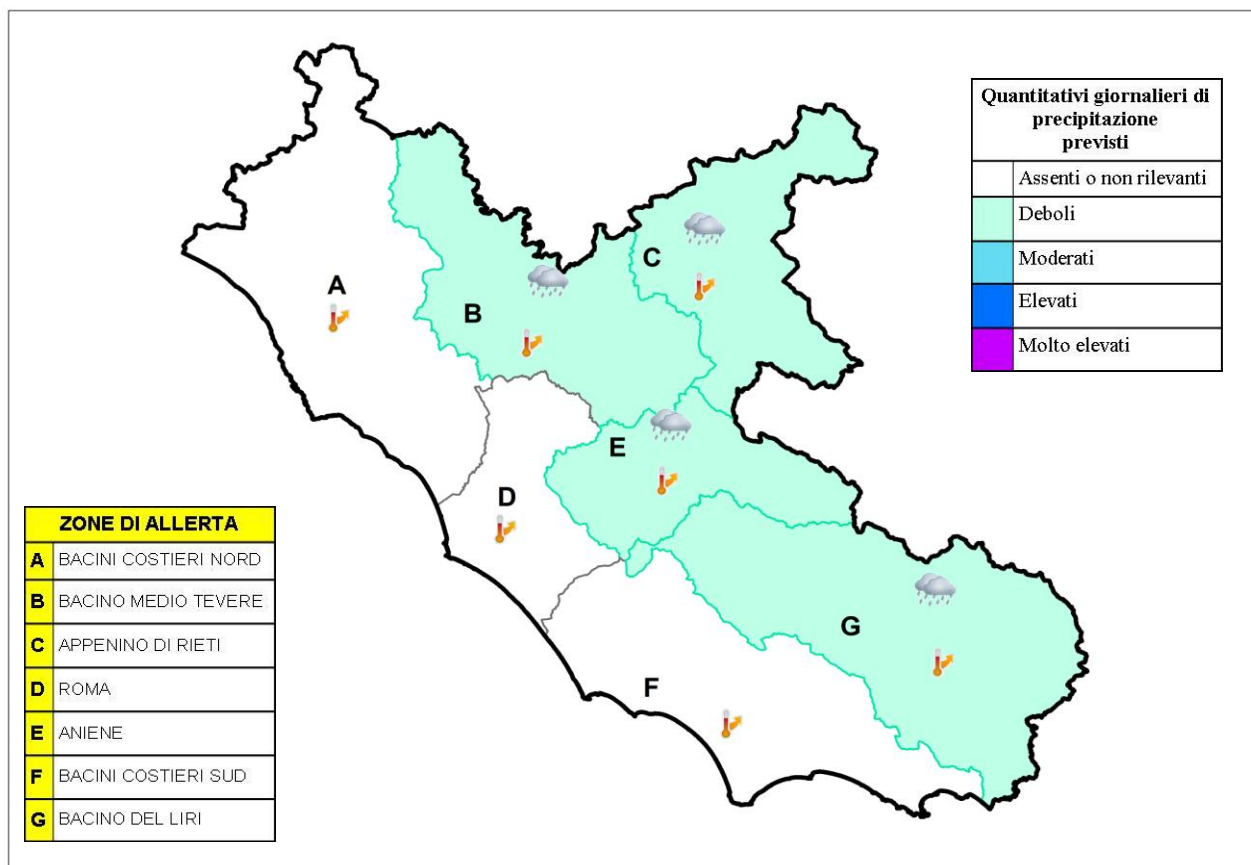 Quantitativi giornalieri di
precipitazione
previsti
Assenti o non rilevanti
Deboli
Moderati
Elevati
Molto elevati
A
B
C
D
E
F
G
ZONE DI ALLERTA
A BACINI COSTIERI NORD
B BACINO MEDIO TEVERE
C APPENINO DI RIETI
D ROMA
E ANIENE
F BACINI COSTIERI SUD
G BACINO DEL LIRI